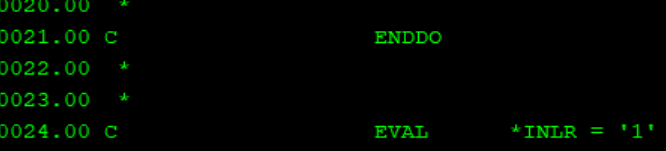 0020.00 *
0021.00 C ENDDO
0022.00 *
0023.00 *
0024.00 C EVAL *INLR = '1'